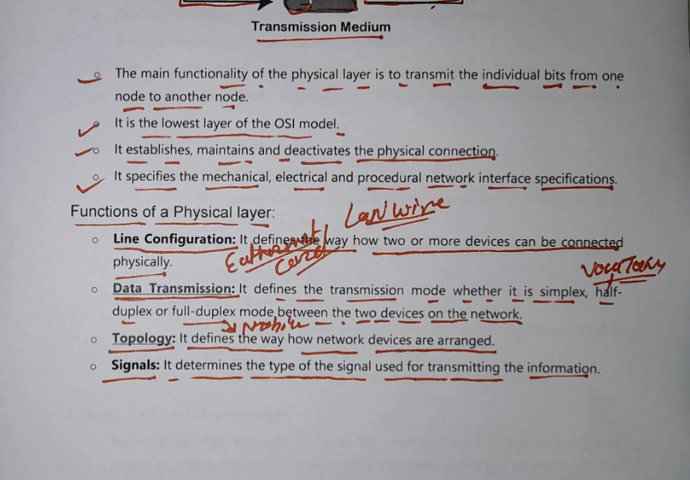 Transmission Medium
The main functionality of the physical layer is to transmit the individual bits from one
node to another node.
It is the lowest layer of the OSI model.
It establishes, maintains and deactivates the physical connection.
It specifies the mechanical, electrical and procedural network interface specifications.
Functions of a Physical layer:
Lan wire
Line Configuration: It defines the way how two or more devices can be connected
physically.
Data Transmission: It defines the transmission mode whether it is simplex, half-
duplex or full-duplex mode between the two devices on the network.
Topology: It defines the way how network devices are arranged.
Signals: It determines the type of the signal used for transmitting the information.